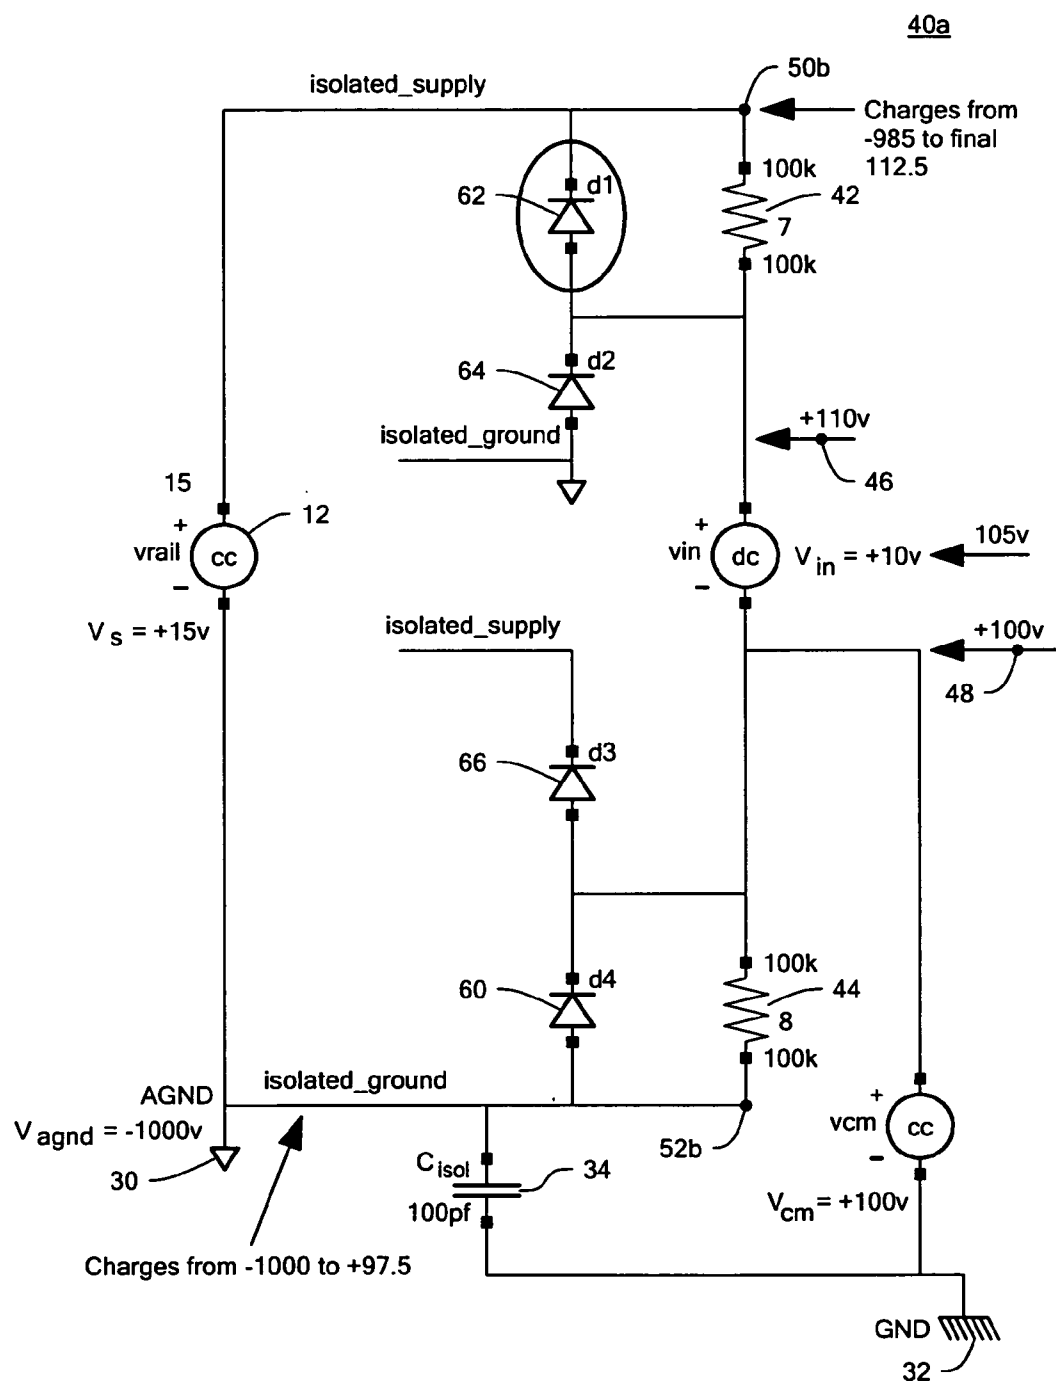 40a
50b
isolated_supply
Charges from
-985 to final
112.5
100k
d1
62
42
7
100k
d2
64
+110v
isolated_ground
46
15
12
+
+
105v
vrail
cc
vin
dc
V in = +10v
−
−
V s = +15v
isolated_supply
+100v
48
d3
66
100k
d4
60
44
8
100k
isolated_ground
AGND
V agnd = -1000v
52b
+
vcm
cc
−
30
C isol
34
100pf
Vcm = +100v
Charges from -1000 to +97.5
GND
32